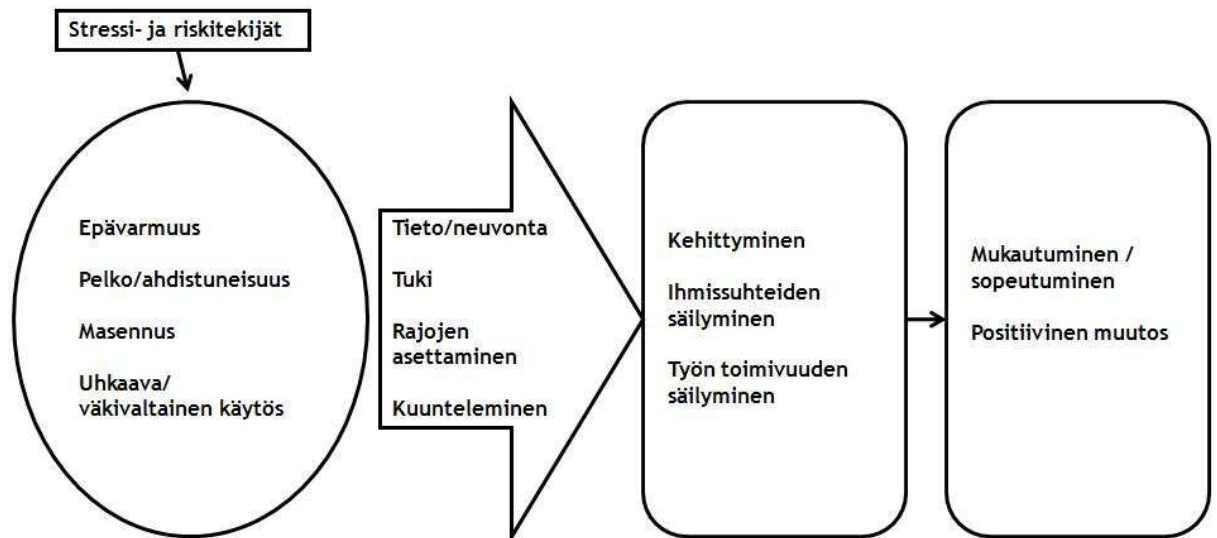 Stressi- ja riskitekijät
Epävarmuus
Pelko/ahdistuneisuus
Masennus
Uhkaava/
väkivaltainen käytös
Tieto/neuvonta
Tuki
Rajojen
asettaminen
Kuunteleminen
Kehittyminen
Ihmissuhteiden
säilyminen
Työn toimivuuden
säilyminen
Mukautuminen /
sopeutuminen
Positiivinen muutos